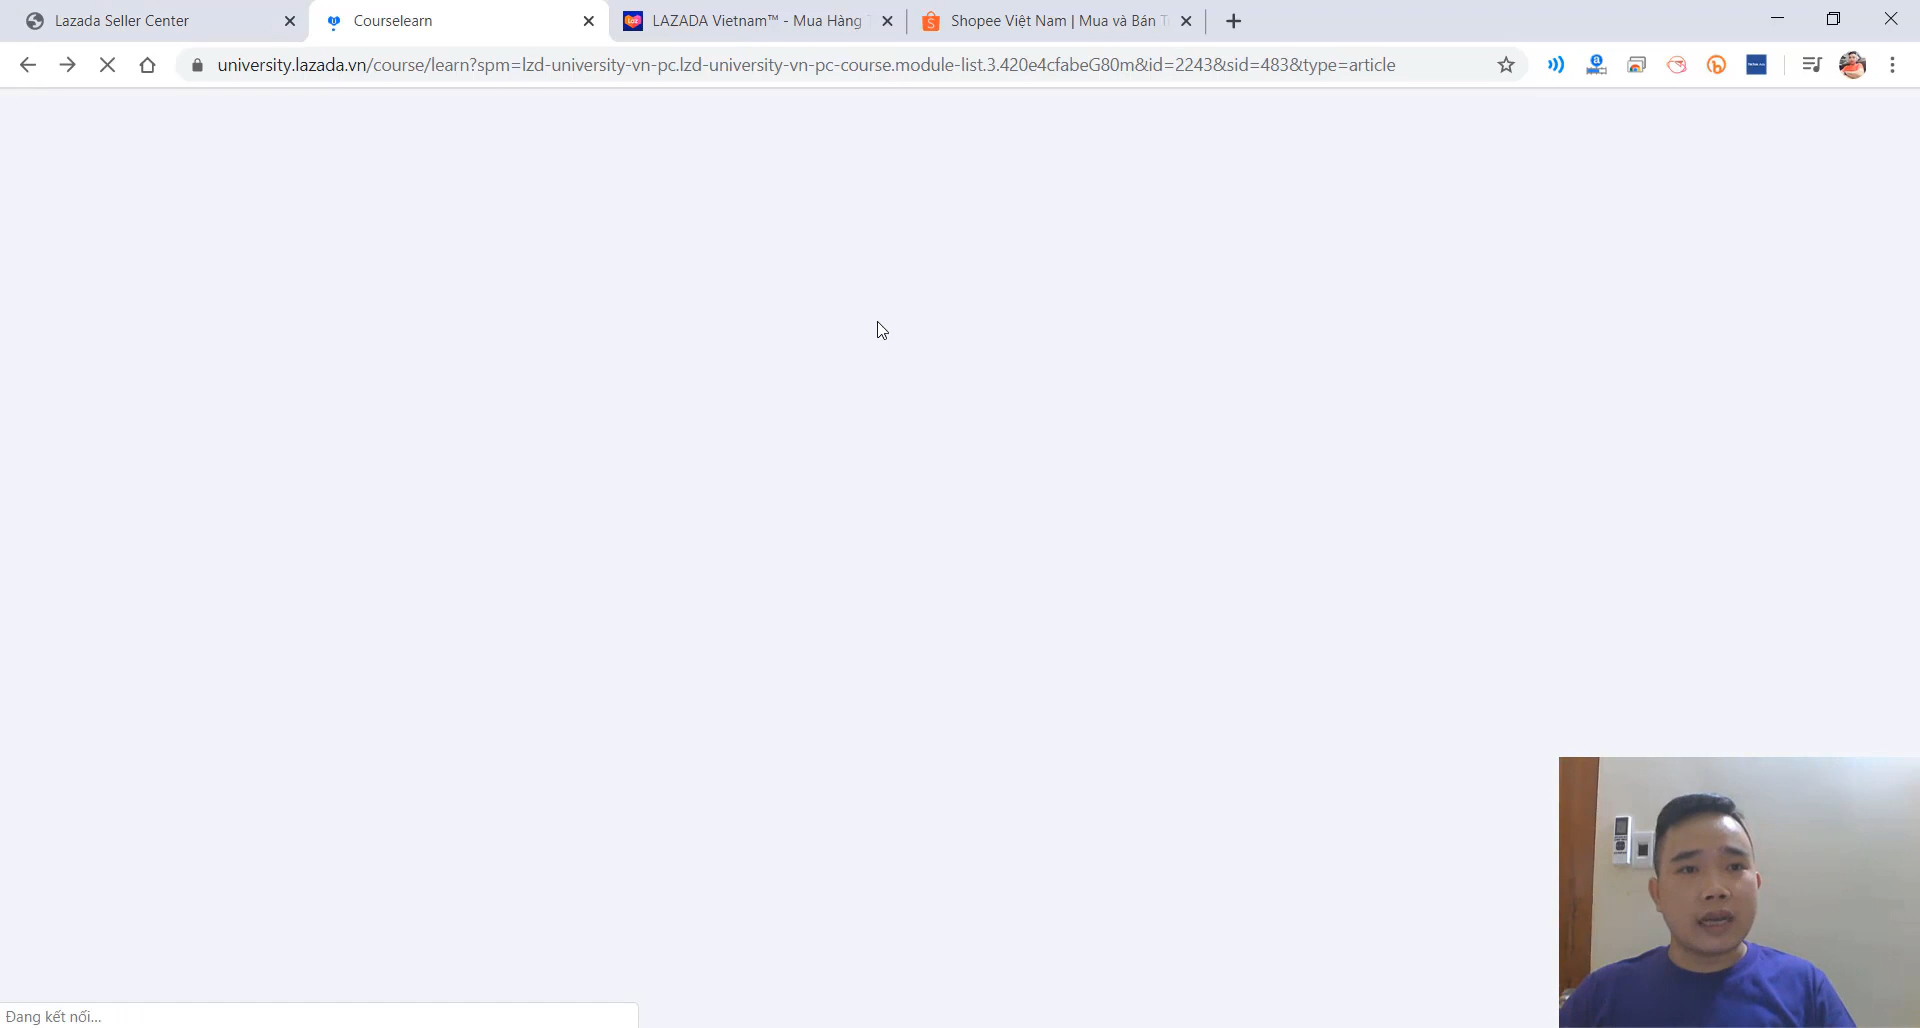 Lazada Seller Center
Courselearn
LAZADA Vietnam™ - Mua Hàng
Shopee Việt Nam | Mua và Bán
university.lazada.vn/course/learn?spm=lzd-university-vn-pc.lzd-university-vn-pc-course.module-list.3.420e4cfabeG80m&id=2243&sid=483&type=article
Đang kết nối...